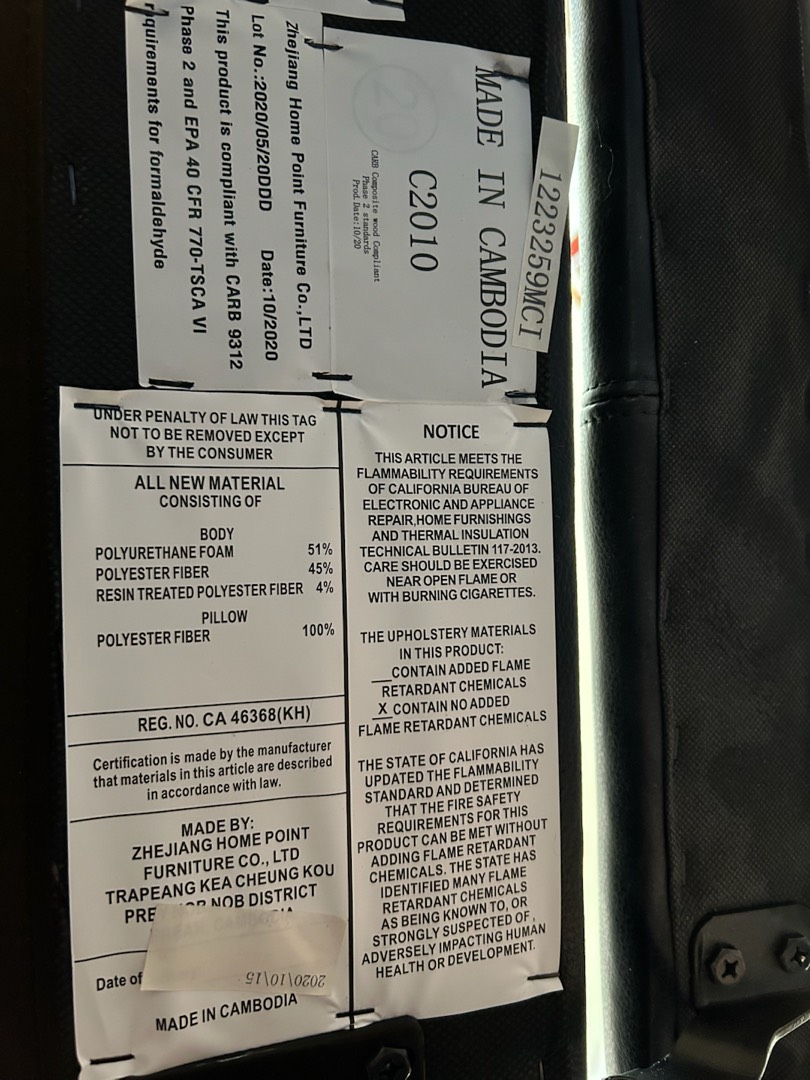 Zhejiang Home Point Furniture Co.,LTD
Lot No.:2020/05/20DDD Date:10/2020
This product is compliant with CARB 9312
Phase 2 and EPA 40 CFR 770-TSCA VI
requirements for formaldehyde
MADE IN CAMBODIA
C2010
20
CARB Composite wood Compliant
Phase 2 standards
Prod.Date:10/20
1223259MCI
UNDER PENALTY OF LAW THIS TAG
NOT TO BE REMOVED EXCEPT
BY THE CONSUMER
ALL NEW MATERIAL
CONSISTING OF
BODY
POLYURETHANE FOAM 51%
POLYESTER FIBER 45%
RESIN TREATED POLYESTER FIBER 4%
PILLOW
POLYESTER FIBER 100%
REG. NO. CA 46368(KH)
Certification is made by the manufacturer
that materials in this article are described
in accordance with law.
MADE BY:
ZHEJIANG HOME POINT
FURNITURE CO., LTD
TRAPEANG KEA CHEUNG KOU
NOB DISTRICT
Date of
2020/10/15
MADE IN CAMBODIA
NOTICE
THIS ARTICLE MEETS THE
FLAMMABILITY REQUIREMENTS
OF CALIFORNIA BUREAU OF
ELECTRONIC AND APPLIANCE
REPAIR,HOME FURNISHINGS
AND THERMAL INSULATION
TECHNICAL BULLETIN 117-2013.
CARE SHOULD BE EXERCISED
NEAR OPEN FLAME OR
WITH BURNING CIGARETTES.
THE UPHOLSTERY MATERIALS
IN THIS PRODUCT:
__CONTAIN ADDED FLAME
RETARDANT CHEMICALS
X CONTAIN NO ADDED
FLAME RETARDANT CHEMICALS
THE STATE OF CALIFORNIA HAS
UPDATED THE FLAMMABILITY
STANDARD AND DETERMINED
THAT THE FIRE SAFETY
REQUIREMENTS FOR THIS
PRODUCT CAN BE MET WITHOUT
ADDING FLAME RETARDANT
CHEMICALS. THE STATE HAS
IDENTIFIED MANY FLAME
RETARDANT CHEMICALS
AS BEING KNOWN TO, OR
STRONGLY SUSPECTED OF,
ADVERSELY IMPACTING HUMAN
HEALTH OR DEVELOPMENT.